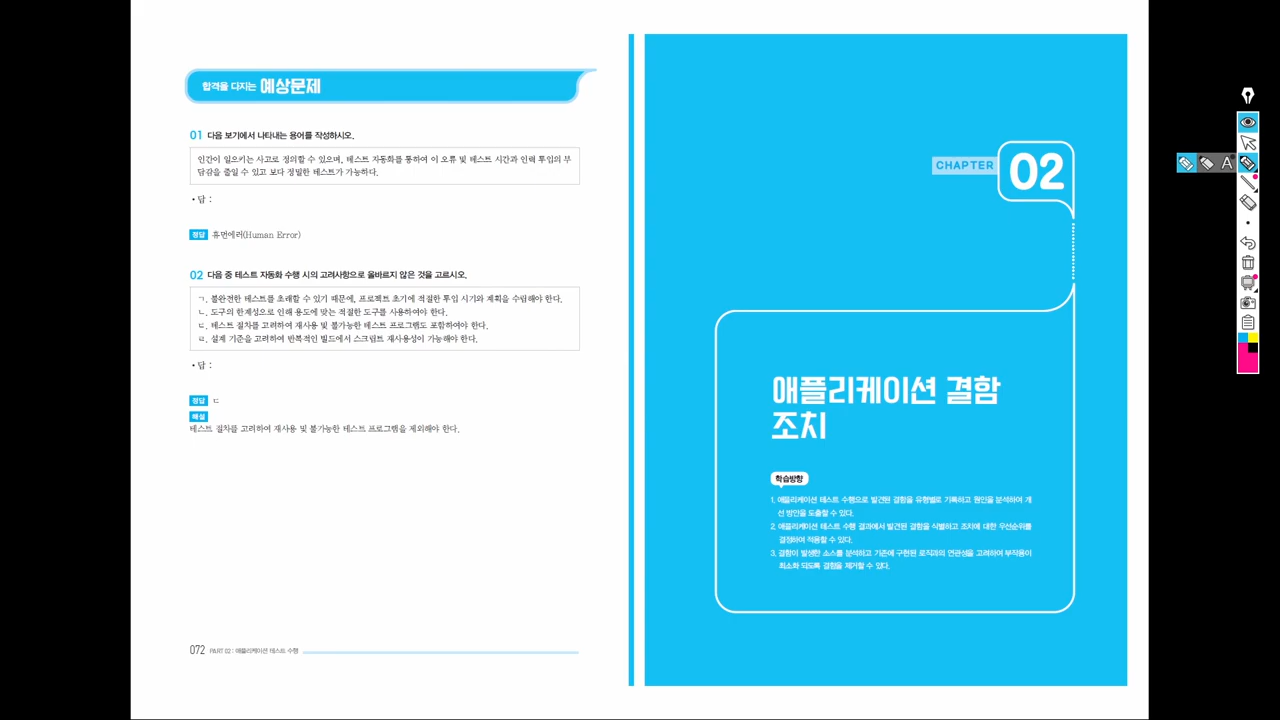 합격을 다지는 예상문제
01 다음 보기에서 나타내는 용어를 작성하시오.
인간이 일으키는 사고로 정의할 수 있으며, 테스트 자동화를 통하여 이 오류 및 테스트 시간과 인력 투입의 부
담감을 줄일 수 있고 보다 정밀한 테스트가 가능하다.
• 답 :
정답 휴먼에러(Human Error)
02 다음 중 테스트 자동화 수행 시의 고려사항으로 올바르지 않은 것을 고르시오.
ㄱ. 불완전한 테스트를 초래할 수 있기 때문에, 프로젝트 초기에 적절한 투입 시기와 계획을 수립해야 한다.
ㄴ. 도구의 한계성으로 인해 용도에 맞는 적절한 도구를 사용하여야 한다.
ㄷ. 테스트 절차를 고려하여 재사용 및 불가능한 테스트 프로그램도 포함하여야 한다.
ㄹ. 설계 기준을 고려하여 반복적인 빌드에서 스크립트 재사용성이 가능해야 한다.
• 답 :
정답 ㄷ
해설
테스트 절차를 고려하여 재사용 및 불가능한 테스트 프로그램을 제외해야 한다.
072 PART 02 : 애플리케이션 테스트 수행
CHAPTER 02
애플리케이션 결함
조치
학습방향
1. 애플리케이션 테스트 수행으로 발견된 결함을 유형별로 기록하고 원인을 분석하여 개
선 방안을 도출할 수 있다.
2. 애플리케이션 테스트 수행 결과에서 발견된 결함을 식별하고 조치에 대한 우선순위를
결정하여 적용할 수 있다.
3. 결함이 발생한 소스를 분석하고 기존에 구현된 로직과의 연관성을 고려하여 부작용이
최소화 되도록 결함을 제거할 수 있다.
A